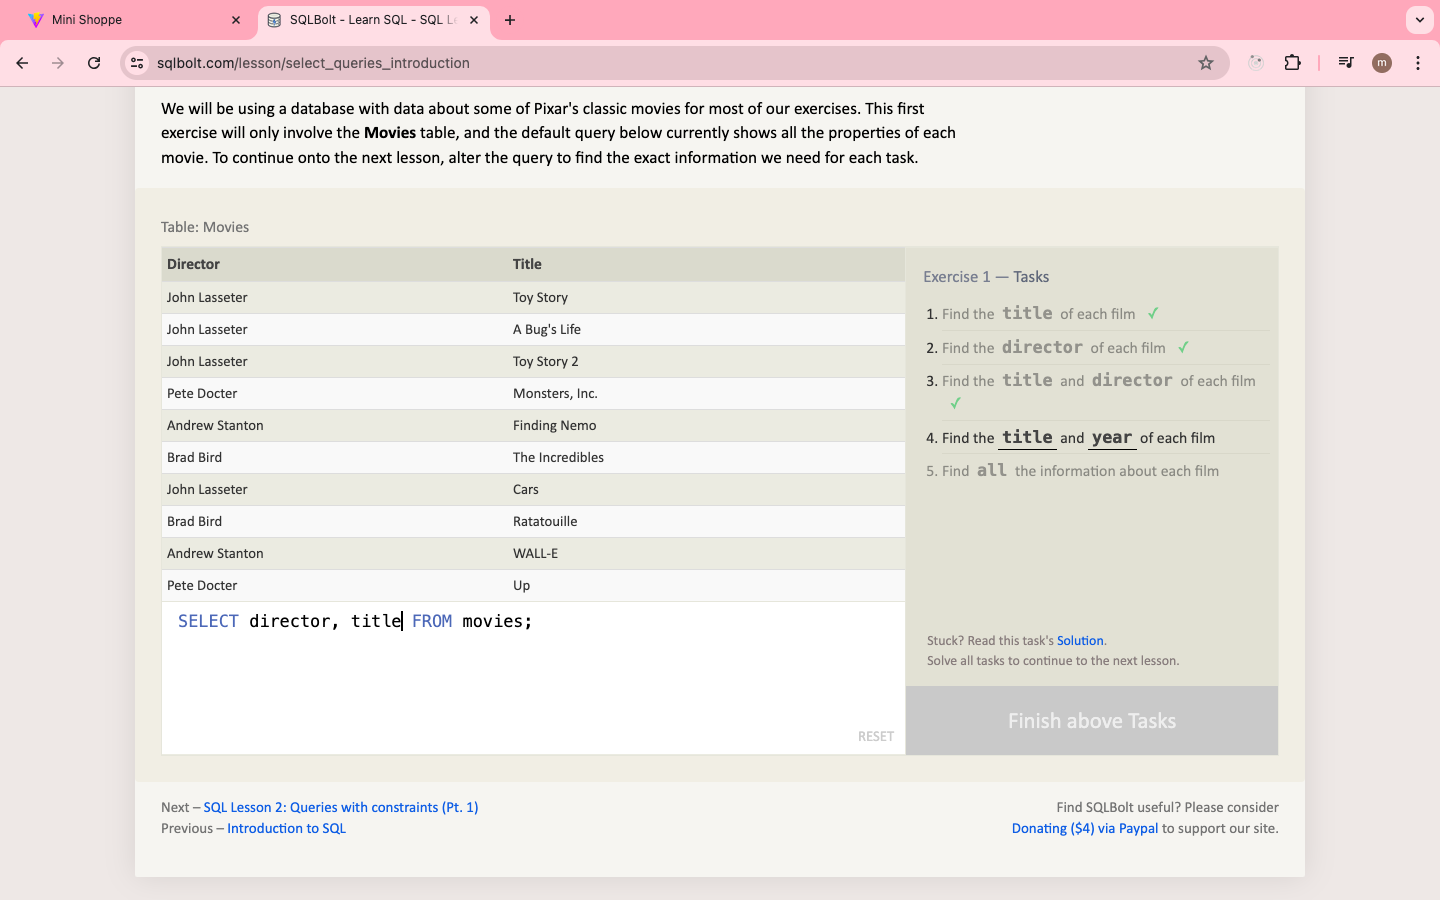 Mini Shoppe
SQLBolt - Learn SQL - SQL Le
sqlbolt.com/lesson/select_queries_introduction
m
We will be using a database with data about some of Pixar's classic movies for most of our exercises. This first
exercise will only involve the Movies table, and the default query below currently shows all the properties of each
movie. To continue onto the next lesson, alter the query to find the exact information we need for each task.
Table: Movies
Director Title
John Lasseter Toy Story
John Lasseter A Bug's Life
John Lasseter Toy Story 2
Pete Docter Monsters, Inc.
Andrew Stanton Finding Nemo
Brad Bird The Incredibles
John Lasseter Cars
Brad Bird Ratatouille
Andrew Stanton WALL-E
Pete Docter Up
SELECT director, title FROM movies;
RESET
Exercise 1 — Tasks
1. Find the title of each film ✓
2. Find the director of each film ✓
3. Find the title and director of each film
✓
4. Find the title and year of each film
5. Find all the information about each film
Stuck? Read this task's Solution.
Solve all tasks to continue to the next lesson.
Finish above Tasks
Next – SQL Lesson 2: Queries with constraints (Pt. 1)
Previous – Introduction to SQL
Find SQLBolt useful? Please consider
Donating ($4) via Paypal to support our site.